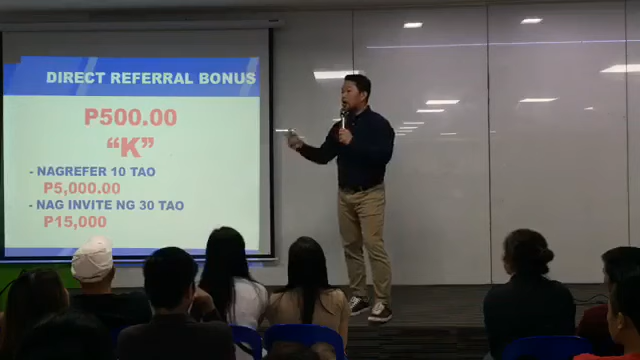 DIRECT REFERRAL BONUS
P500.00
“K”
- NAGREFER 10 TAO
P5,000.00
- NAG INVITE NG 30 TAO
P15,000